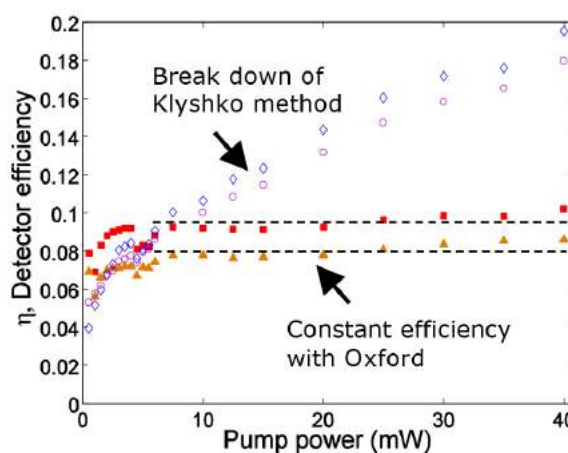 0.2
0.18
0.16
0.14
0.12
0.1
0.08
0.06
0.04
0.02
0
η, Detector efficiency
Break down of
Klyshko method
Constant efficiency
with Oxford
0 10 20 30 40
Pump power (mW)